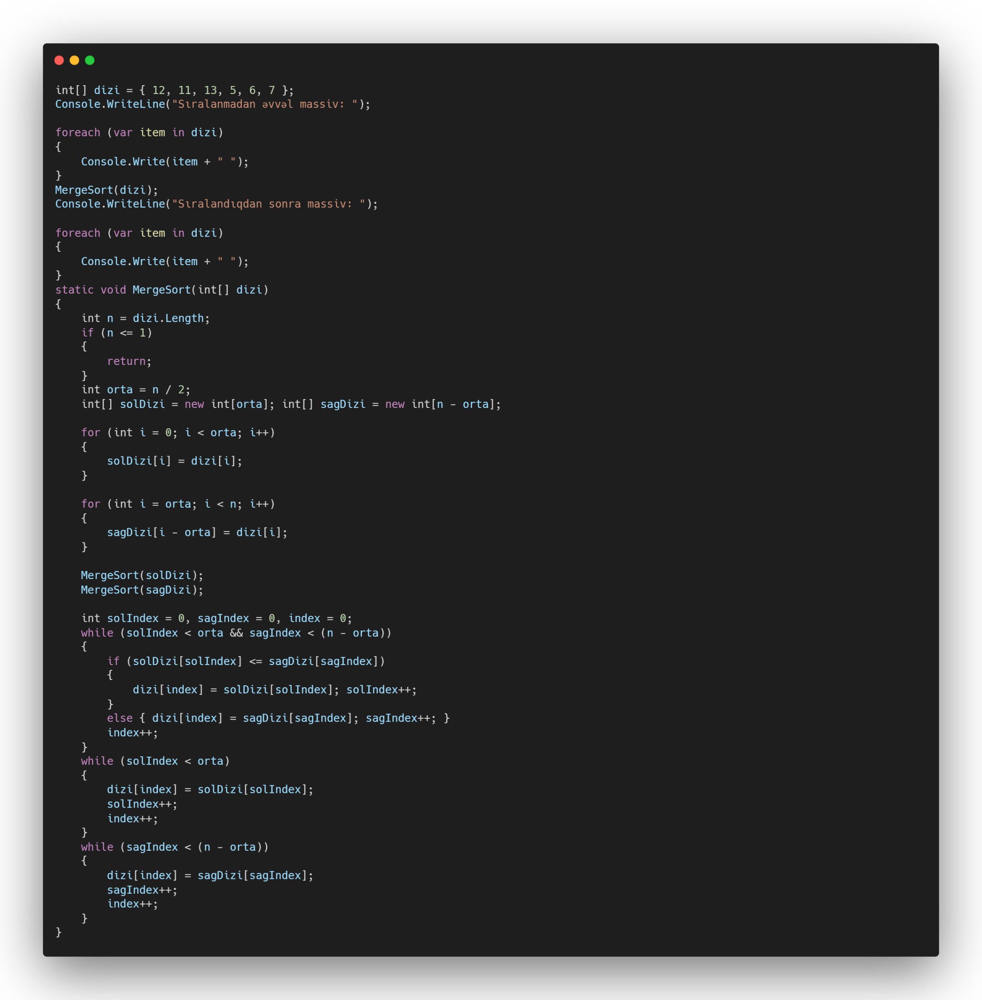 int[] dizi = { 12, 11, 13, 5, 6, 7 };
Console.WriteLine("Sıralanmadan əvvəl massiv: ");

foreach (var item in dizi)
{
    Console.Write(item + " ");
}
MergeSort(dizi);
Console.WriteLine("Sıralandıqdan sonra massiv: ");

foreach (var item in dizi)
{
    Console.Write(item + " ");
}
static void MergeSort(int[] dizi)
{
    int n = dizi.Length;
    if (n <= 1)
    {
        return;
    }
    int orta = n / 2;
    int[] solDizi = new int[orta]; int[] sagDizi = new int[n - orta];

    for (int i = 0; i < orta; i++)
    {
        solDizi[i] = dizi[i];
    }

    for (int i = orta; i < n; i++)
    {
        sagDizi[i - orta] = dizi[i];
    }

    MergeSort(solDizi);
    MergeSort(sagDizi);

    int solIndex = 0, sagIndex = 0, index = 0;
    while (solIndex < orta && sagIndex < (n - orta))
    {
        if (solDizi[solIndex] <= sagDizi[sagIndex])
        {
            dizi[index] = solDizi[solIndex]; solIndex++;
        }
        else { dizi[index] = sagDizi[sagIndex]; sagIndex++; }
        index++;
    }
    while (solIndex < orta)
    {
        dizi[index] = solDizi[solIndex];
        solIndex++;
        index++;
    }
    while (sagIndex < (n - orta))
    {
        dizi[index] = sagDizi[sagIndex];
        sagIndex++;
        index++;
    }
}